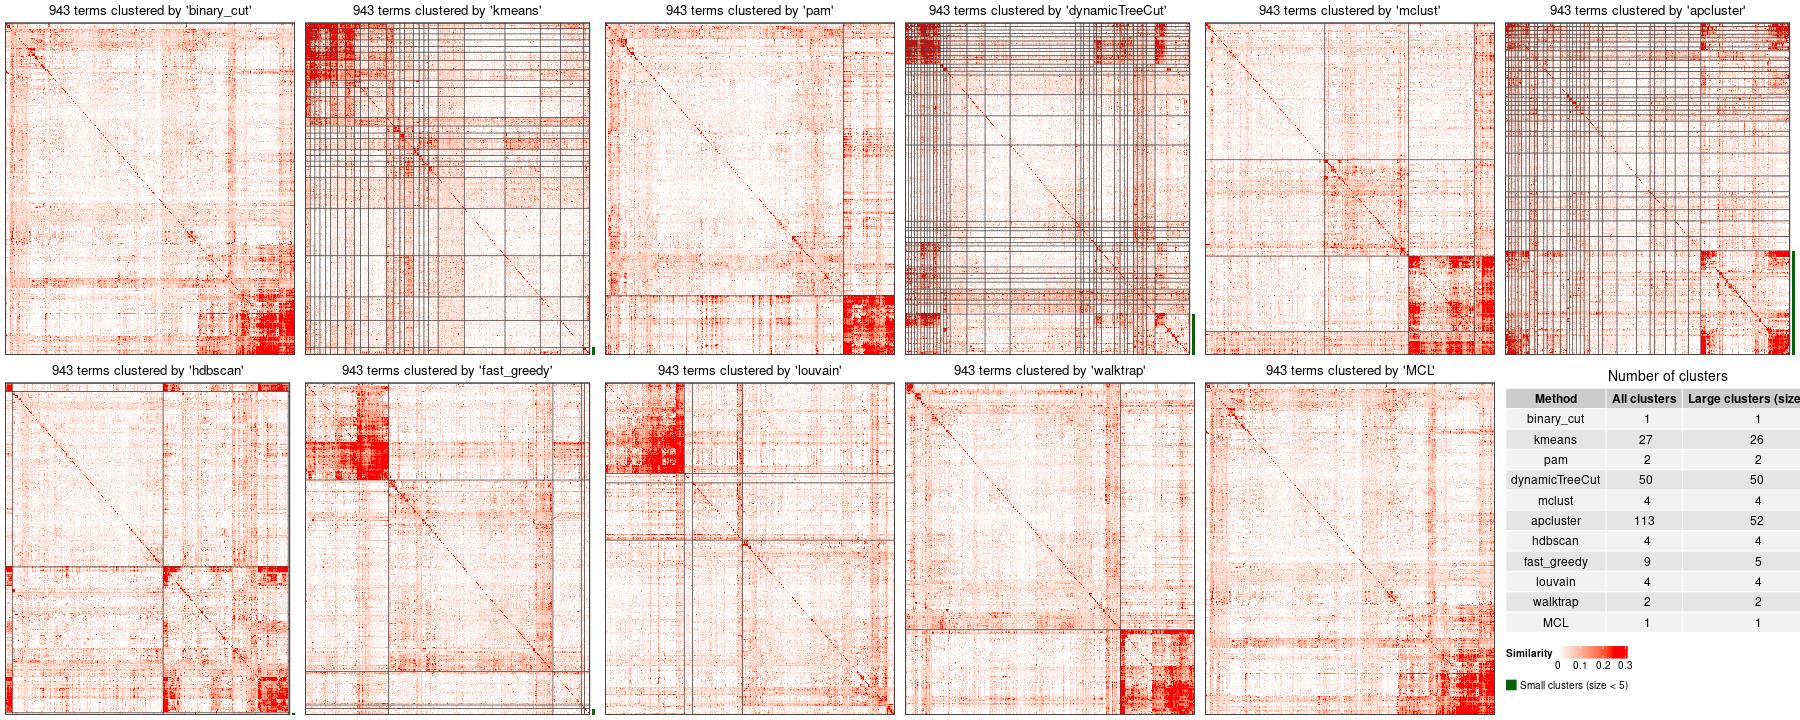 943 terms clustered by 'binary_cut'
943 terms clustered by 'kmeans'
943 terms clustered by 'pam'
943 terms clustered by 'dynamicTreeCut'
943 terms clustered by 'mclust'
943 terms clustered by 'apcluster'
943 terms clustered by 'hdbscan'
943 terms clustered by 'fast_greedy'
943 terms clustered by 'louvain'
943 terms clustered by 'walktrap'
943 terms clustered by 'MCL'
Number of clusters
Method All clusters Large clusters (size
binary_cut 1 1
kmeans 27 26
pam 2 2
dynamicTreeCut 50 50
mclust 4 4
apcluster 113 52
hdbscan 4 4
fast_greedy 9 5
louvain 4 4
walktrap 2 2
MCL 1 1
Similarity
0 0.1 0.2 0.3
Small clusters (size < 5)